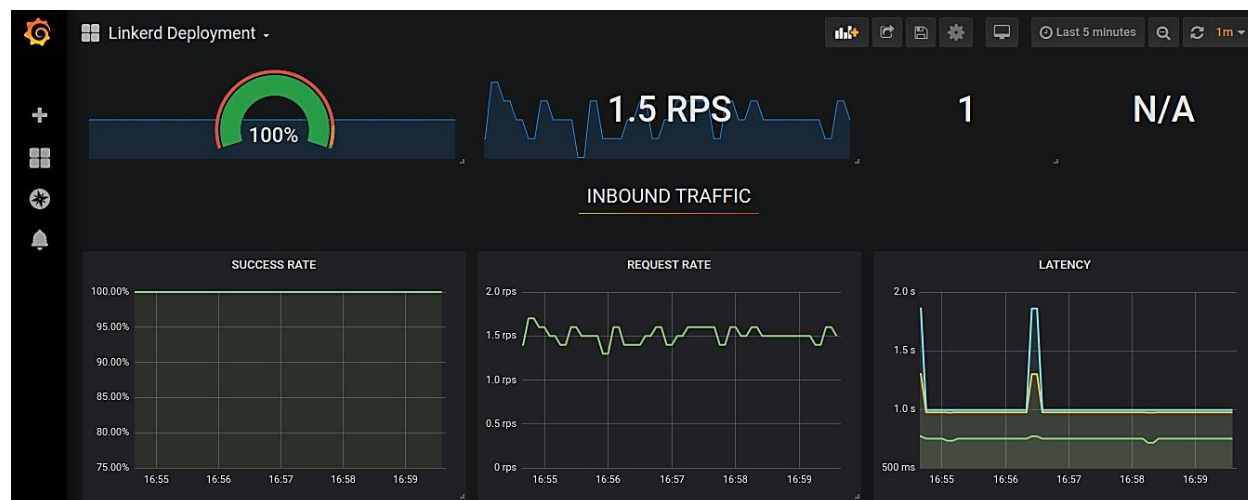 Linkerd Deployment
Last 5 minutes
1m
100%
1.5 RPS
1
N/A
INBOUND TRAFFIC
SUCCESS RATE
100.00%
95.00%
90.00%
85.00%
80.00%
75.00%
16:55 16:56 16:57 16:58 16:59
REQUEST RATE
2.0 rps
1.5 rps
1.0 rps
0.5 rps
0 rps
16:55 16:56 16:57 16:58 16:59
LATENCY
2.0 s
1.5 s
1.0 s
500 ms
16:55 16:56 16:57 16:58 16:59